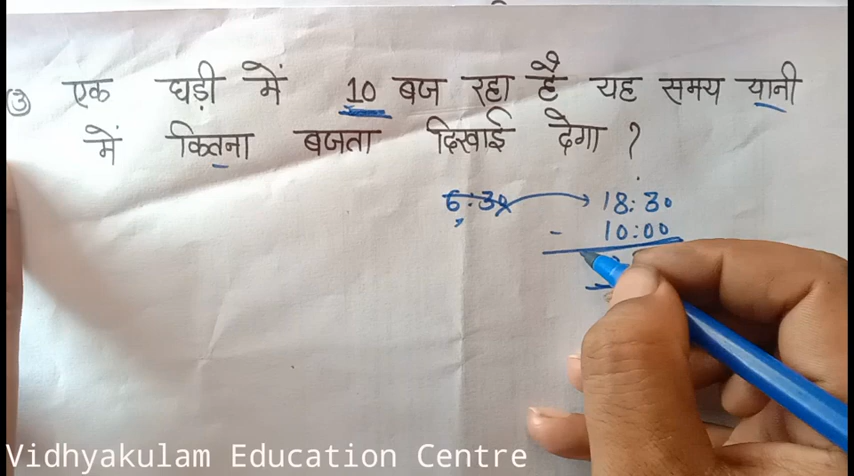 ③ एक घड़ी में 10 बज रहा है यह समय यानी
में कितना बजता दिखाई देगा ?
6:30 18:30
- 10:00
Vidhyakulam Education Centre